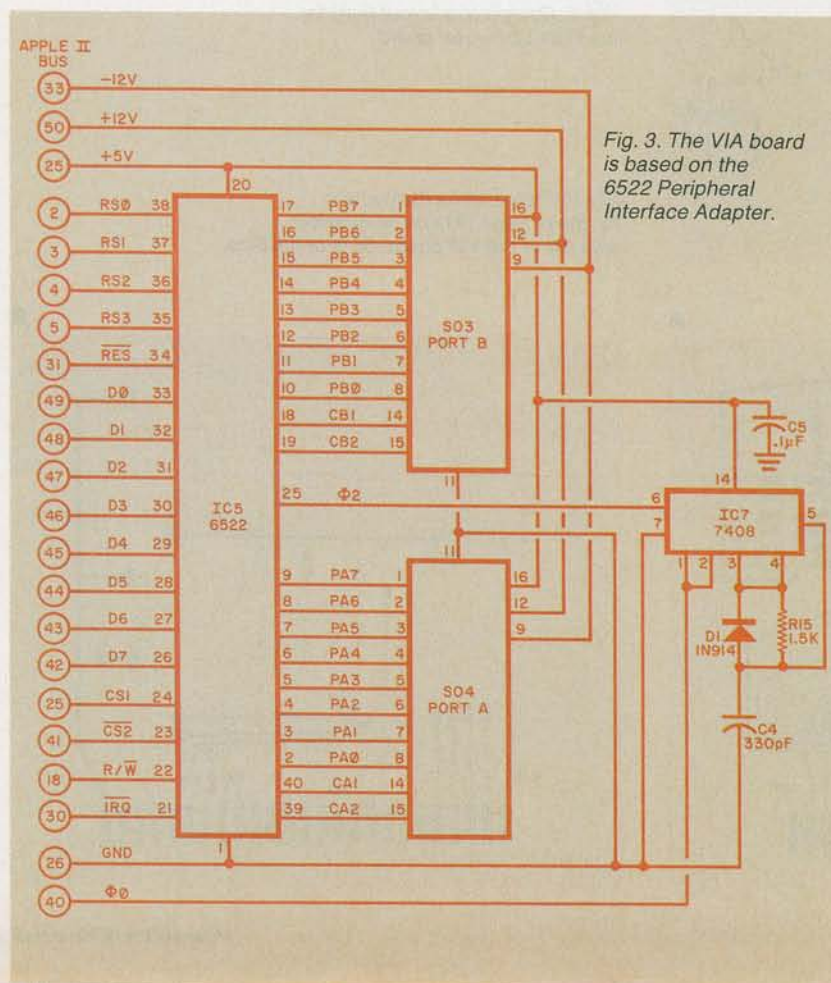 APPLE II
BUS
33 -12V
50 +12V
25 +5V
20
2 RS0 38
3 RS1 37
4 RS2 36
5 RS3 35
31 RES 34
49 D0 33
48 D1 32
47 D2 31
46 D3 30
45 D4 29
44 D5 28
43 D6 27
42 D7 26
25 CS1 24
41 CS2 23
18 R/W 22
30 IRQ 21
26 GND
40 Φ0
IC5
6522
1
17 PB7 1
16 PB6 2
15 PB5 3
14 PB4 4
13 PB3 5
12 PB2 6
11 PB1 7
10 PB0 8
18 CB1 14
19 CB2 15
25 Φ2 6
9 PA7 1
8 PA6 2
7 PA5 3
6 PA4 4
5 PA3 5
4 PA2 6
3 PA1 7
2 PA0 8
40 CA1 14
39 CA2 15
S03
PORT B
16
12
9
11
11
S04
PORT A
16
12
9
Fig. 3. The VIA board
is based on the
6522 Peripheral
Interface Adapter.
C5
.1µF
14
7
IC7
7408
5
1 2 3 4
D1
1N914
R15
1.5K
C4
330pF